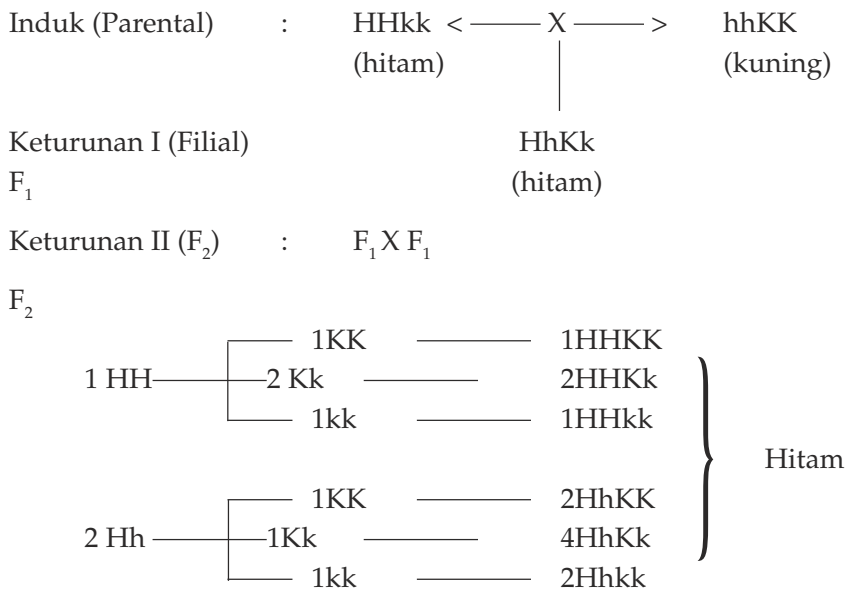 Induk (Parental) : HHkk < X > hhKK
(hitam) (kuning)
Keturunan I (Filial) HhKk
F1 (hitam)
Keturunan II (F2) : F1 X F1
F2
1KK 1HHKK
1 HH 2 Kk 2HHKk
1kk 1HHkk
Hitam
1KK 2HhKK
2 Hh 1Kk 4HhKk
1kk 2Hhkk